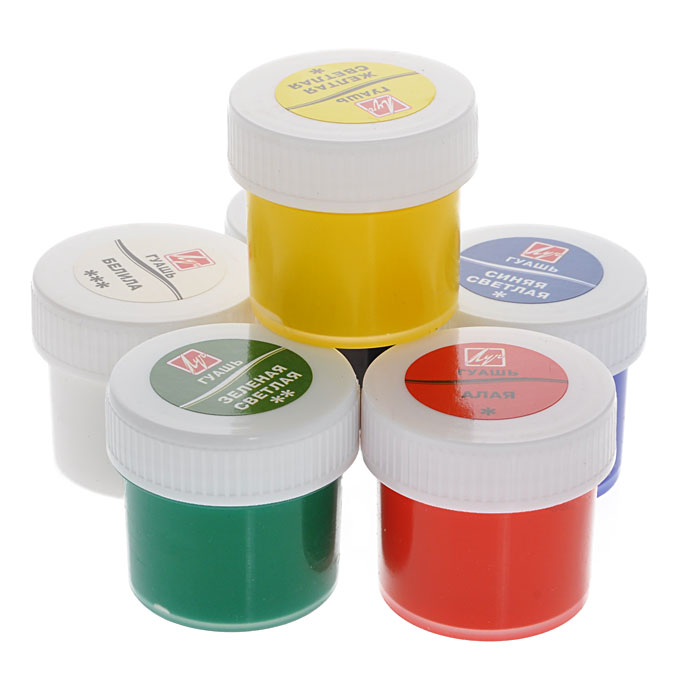 Луч
ГУАШЬ
ЖЕЛТАЯ
СВЕТЛАЯ
*
Луч
ГУАШЬ
БЕЛИЛА
***
Луч
ГУАШЬ
СИНЯЯ
СВЕТЛАЯ
*
Луч
ГУАШЬ
ЗЕЛЕНАЯ
СВЕТЛАЯ
**
Луч
ГУАШЬ
АЛАЯ
*